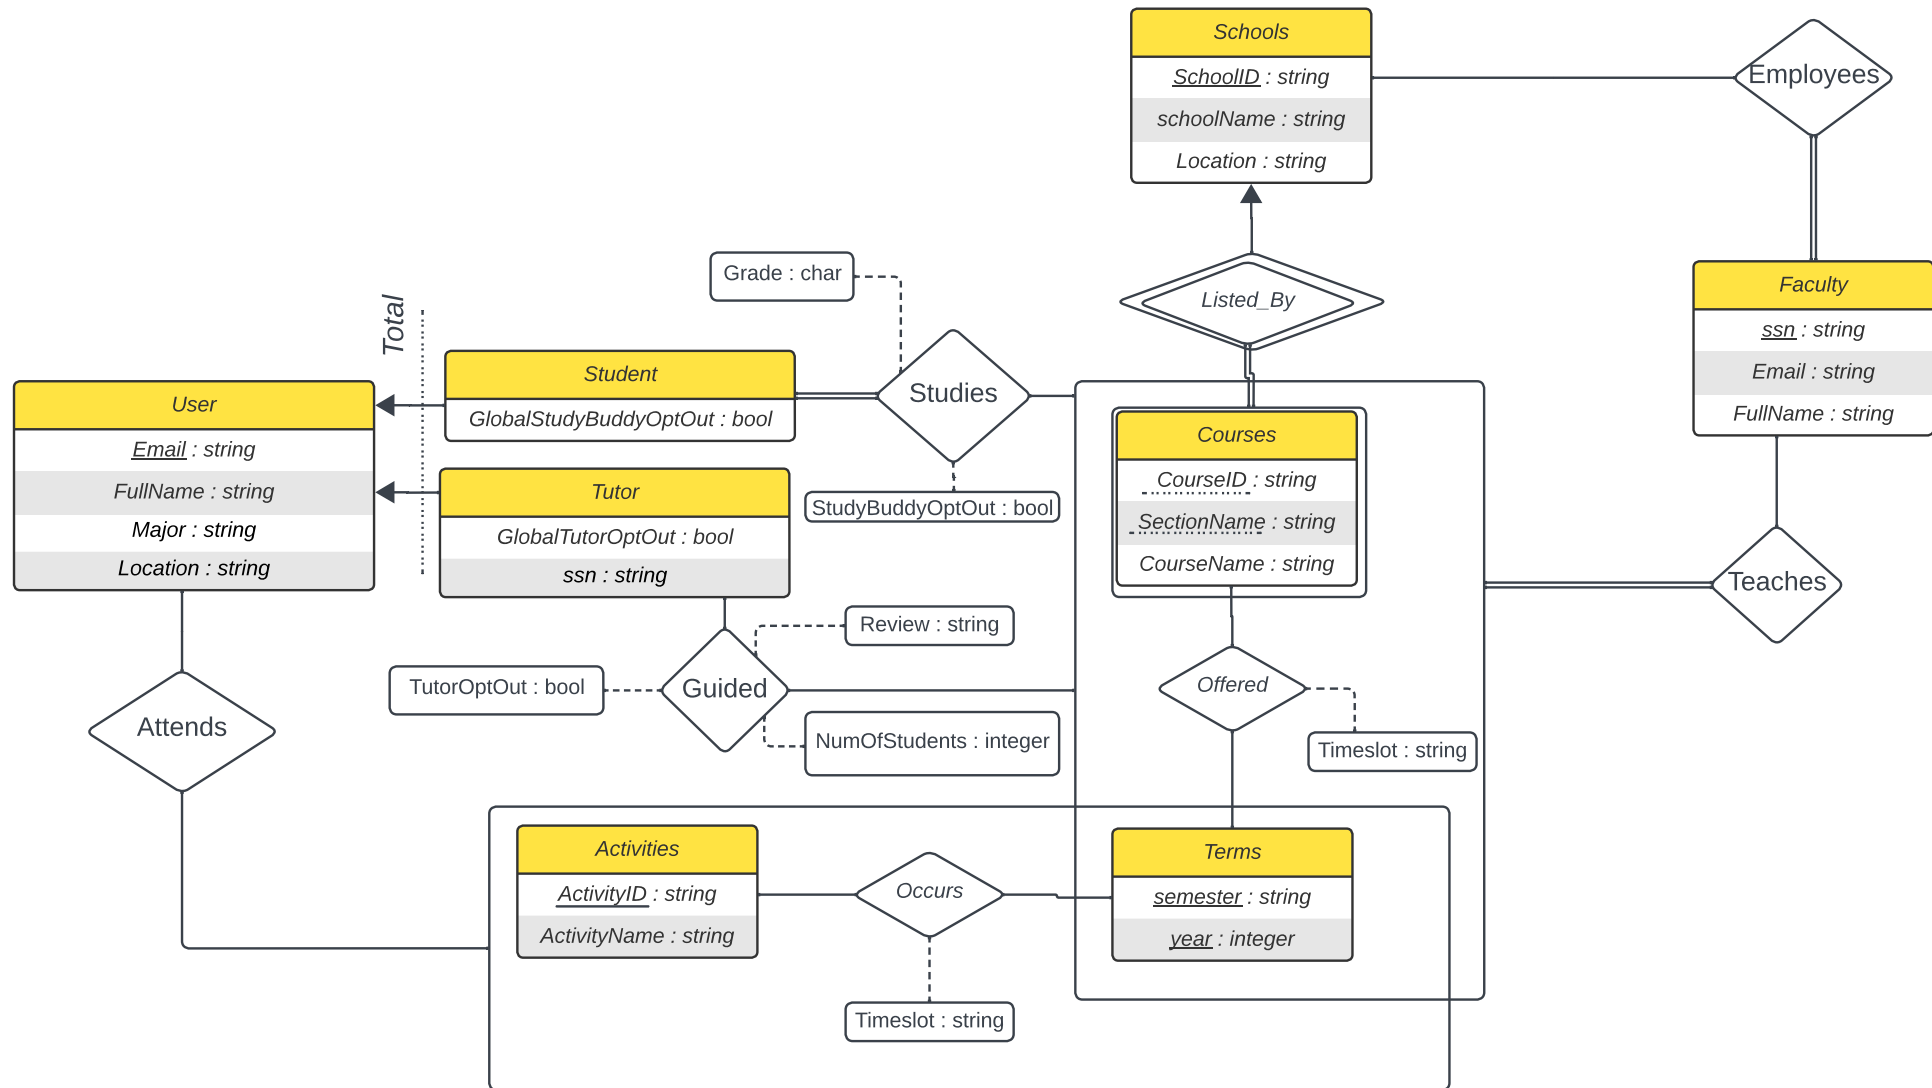 Schools
SchoolID : string
schoolName : string
Location : string
Employees
Listed_By
Faculty
ssn : string
Email : string
FullName : string
Grade : char
Total
Student
GlobalStudyBuddyOptOut : bool
Studies
StudyBuddyOptOut : bool
User
Email : string
FullName : string
Major : string
Location : string
Tutor
GlobalTutorOptOut : bool
ssn : string
Courses
CourseID : string
SectionName : string
CourseName : string
Teaches
Review : string
TutorOptOut : bool
Guided
NumOfStudents : integer
Attends
Offered
Timeslot : string
Activities
ActivityID : string
ActivityName : string
Occurs
Timeslot : string
Terms
semester : string
year : integer